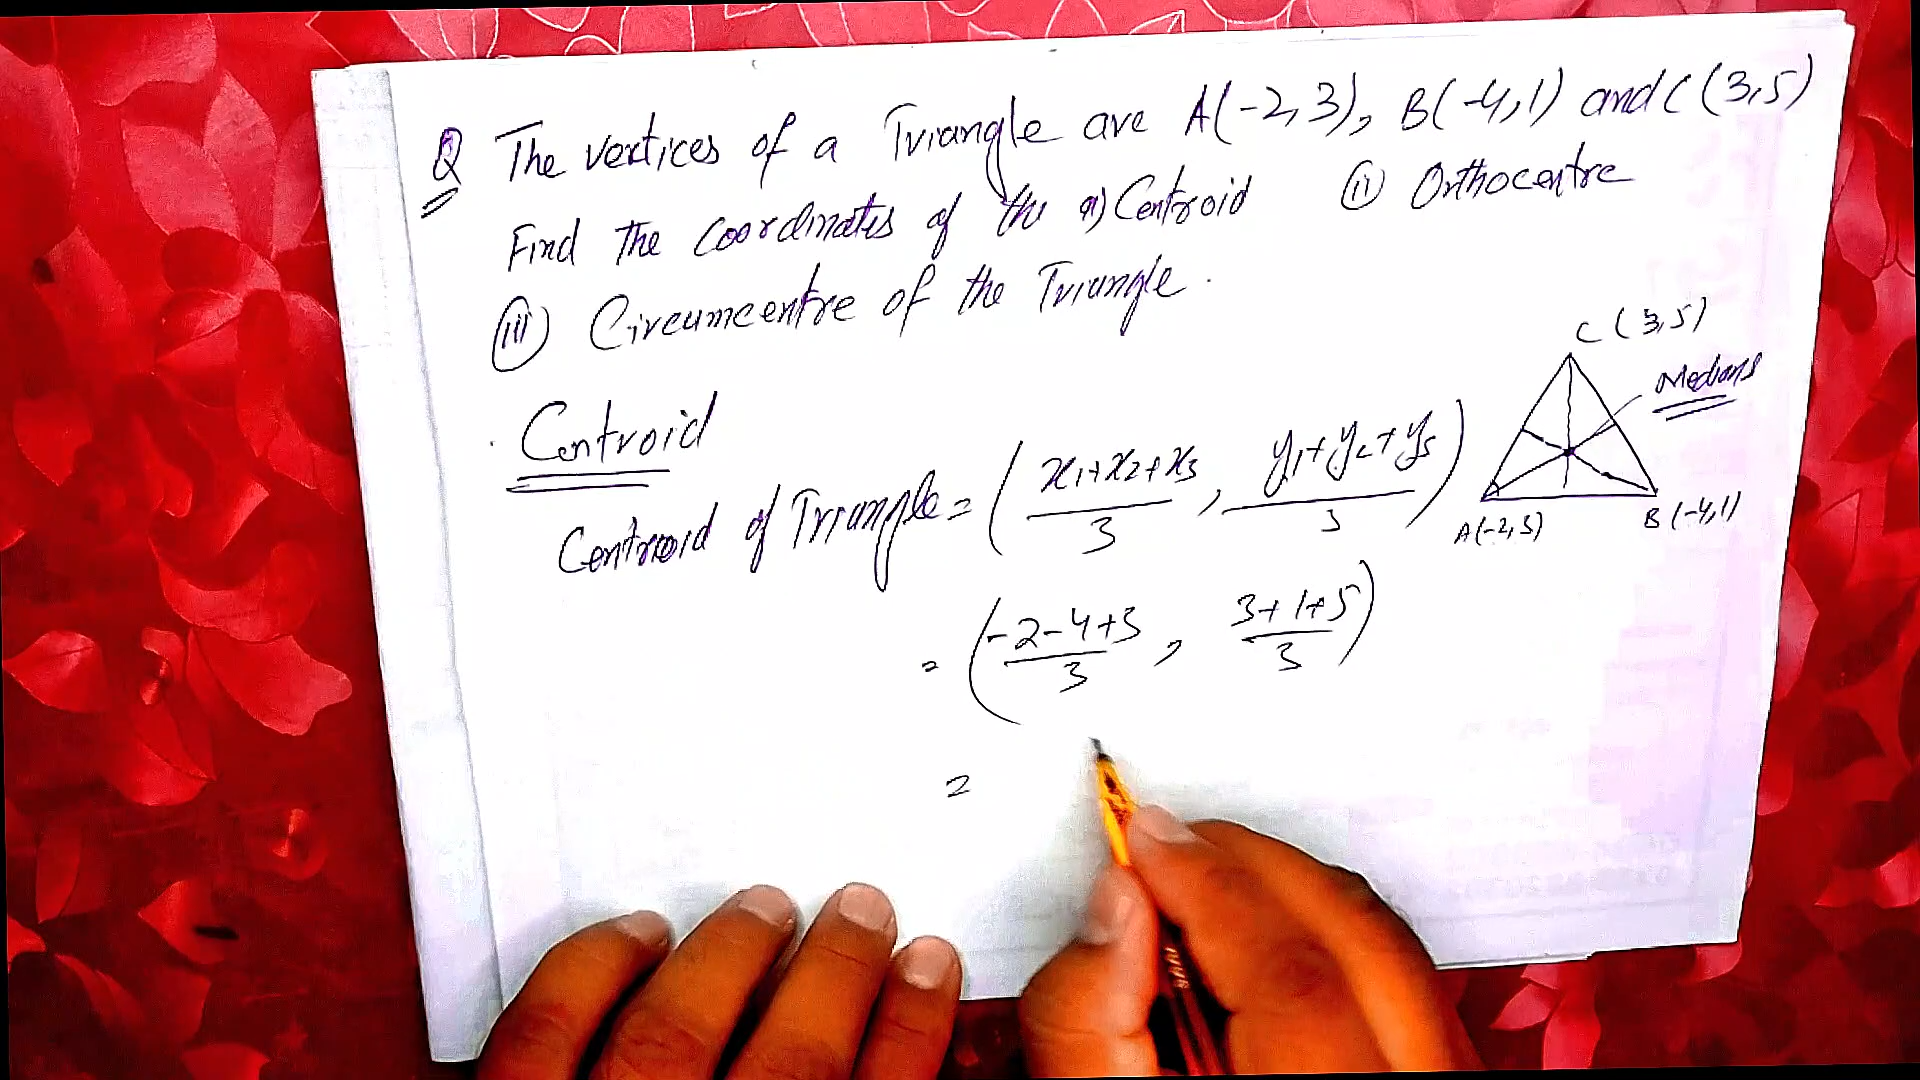 Q The vertices of a Triangle are A(-2,3), B(-4,1) and C(3,5)
Find the coordinates of the a) Centroid (ii) Orthocentre
(iii) Circumcentre of the Triangle.
Centroid
C(3,5)
Medians
A(-2,3) B(-4,1)
Centroid of Triangle = ( x1+x2+x3 / 3 , y1+y2+y3 / 3 )
= ( -2-4+3 / 3 , 3+1+5 / 3 )
=